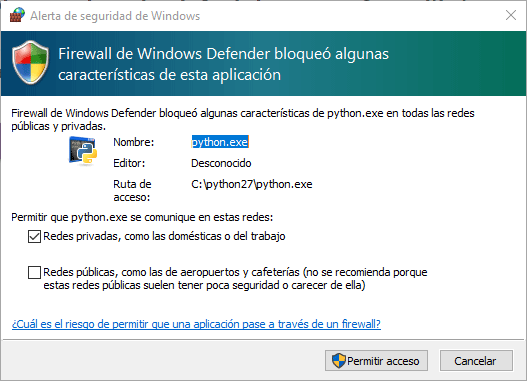 Alerta de seguridad de Windows
Firewall de Windows Defender bloqueó algunas
características de esta aplicación
Firewall de Windows Defender bloqueó algunas características de python.exe en todas las redes
públicas y privadas.
Nombre: python.exe
Editor: Desconocido
Ruta de acceso: C:\python27\python.exe
Permitir que python.exe se comunique en estas redes:
Redes privadas, como las domésticas o del trabajo
Redes públicas, como las de aeropuertos y cafeterías (no se recomienda porque
estas redes públicas suelen tener poca seguridad o carecer de ella)
¿Cuál es el riesgo de permitir que una aplicación pase a través de un firewall?
Permitir acceso
Cancelar